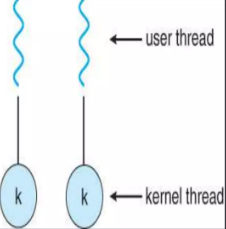 user thread
k
k
kernel thread